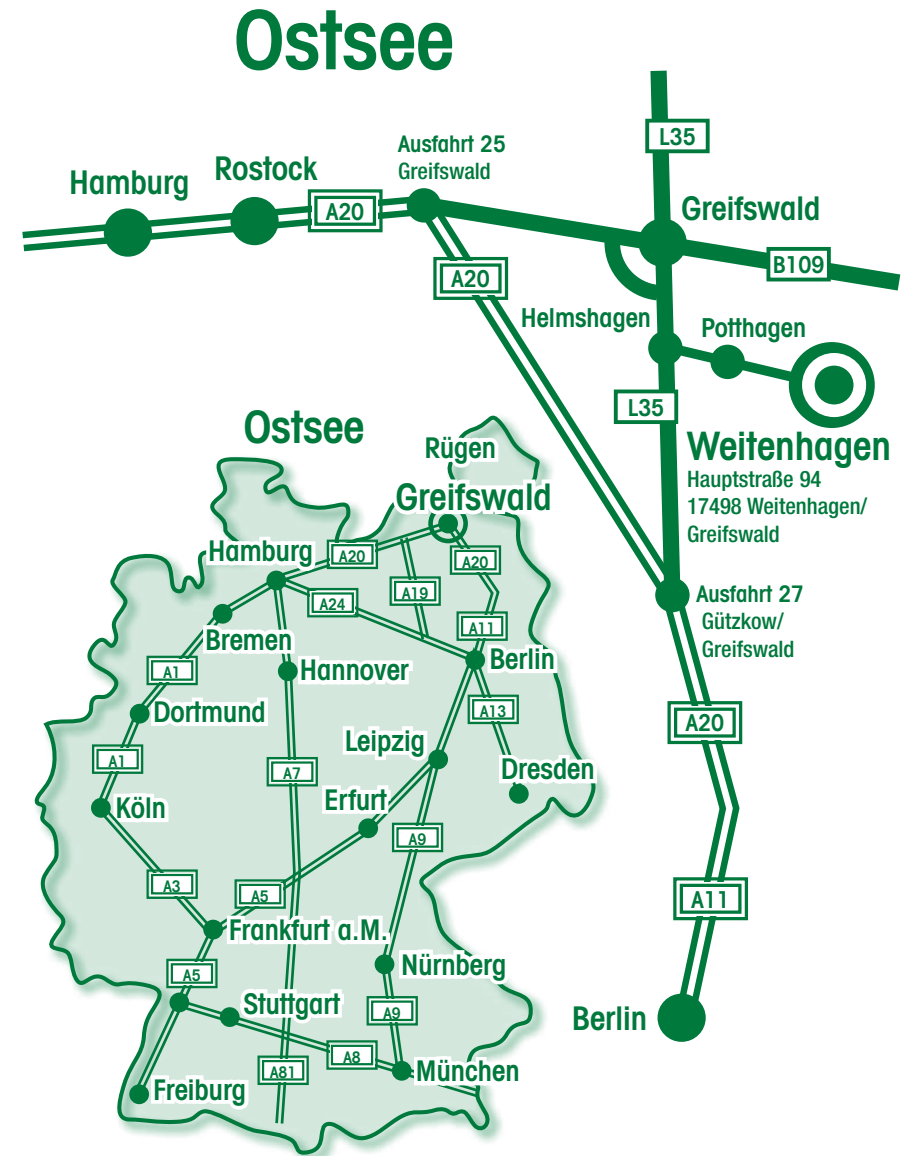 Ostsee
Ausfahrt 25
Greifswald
L35
Hamburg
Rostock
A20
Greifswald
B109
A20
Helmshagen
Potthagen
L35
Weitenhagen
Hauptstraße 94
17498 Weitenhagen/
Greifswald
Ausfahrt 27
Gützkow/
Greifswald
A20
A11
Berlin
Ostsee
Rügen
Greifswald
Hamburg
A20
A20
A24
A19
A11
Bremen
Berlin
A1
Hannover
A13
Dortmund
Leipzig
A1
A7
Dresden
Köln
Erfurt
A9
A3
A5
Frankfurt a.M.
A5
Nürnberg
Stuttgart
A9
A8
A81
München
Freiburg